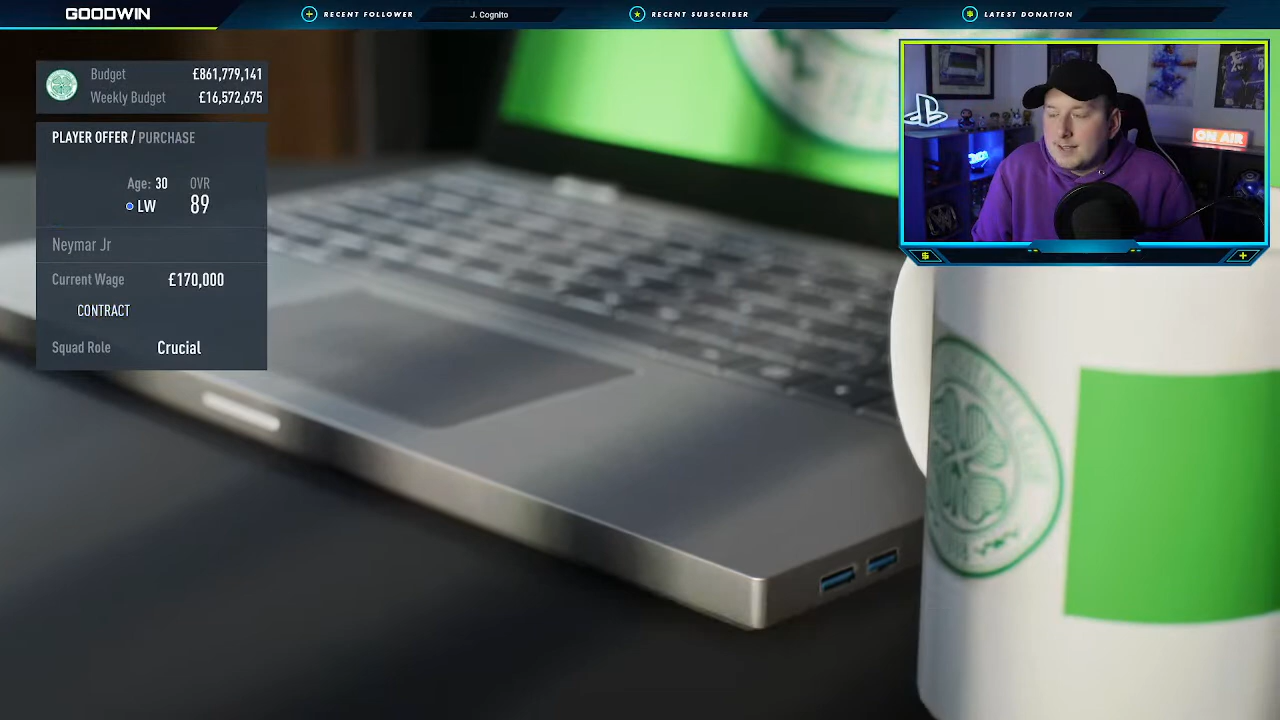 GOODWIN
RECENT FOLLOWER
J. Cognito
RECENT SUBSCRIBER
LATEST DONATION
Budget £861,779,141
Weekly Budget £16,572,675
PLAYER OFFER / PURCHASE
Age: 30 OVR
LW 89
Neymar Jr
Current Wage £170,000
CONTRACT
Squad Role Crucial
ON AIR